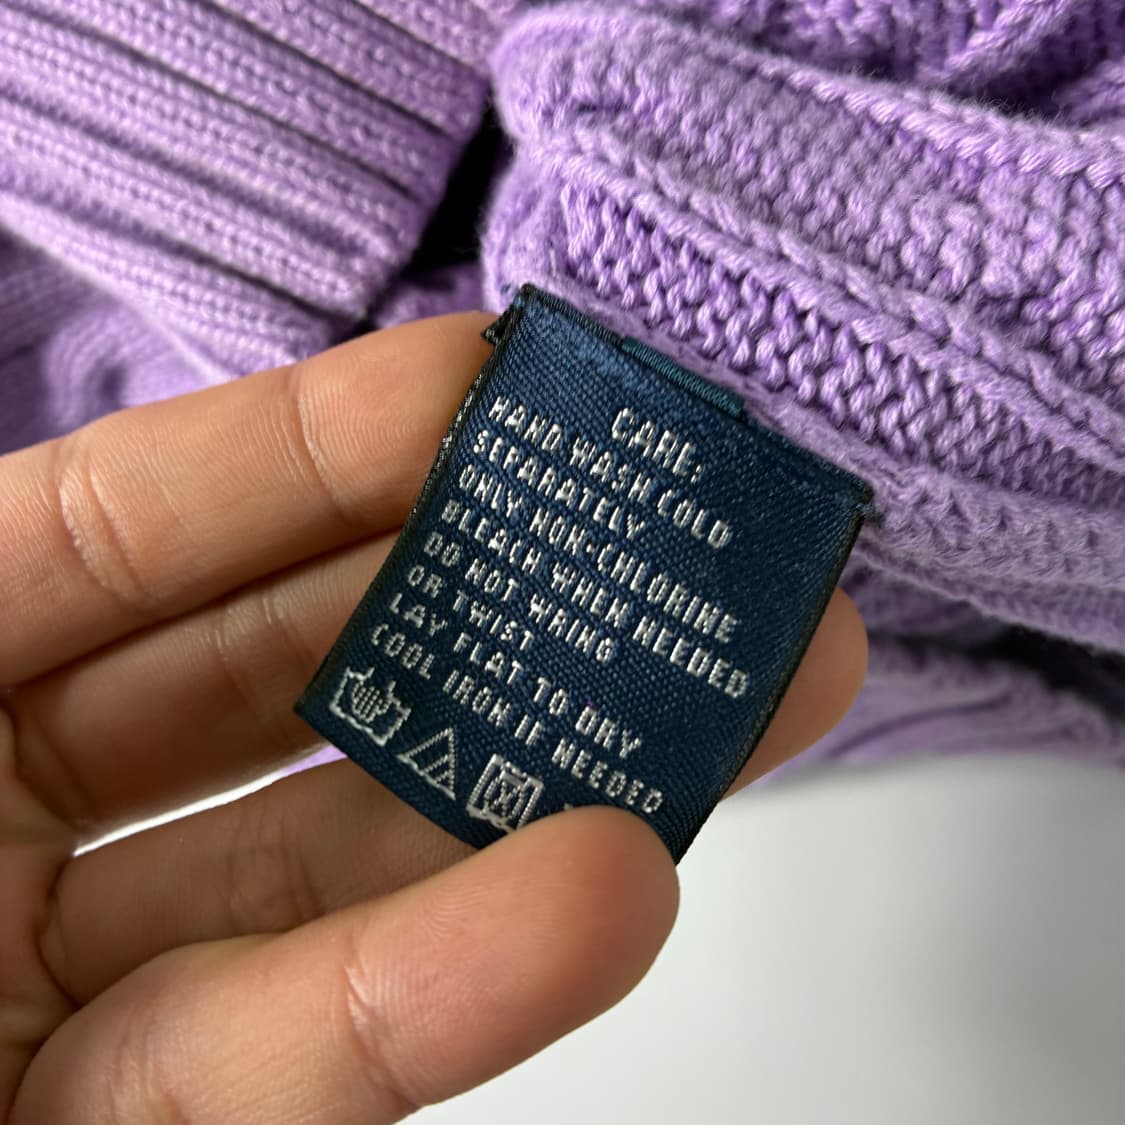 CARE:
HAND WASH COLD
SEPARATELY
ONLY NON-CHLORINE
BLEACH WHEN NEEDED
DO NOT WRING
OR TWIST
LAY FLAT TO DRY
COOL IRON IF NEEDED